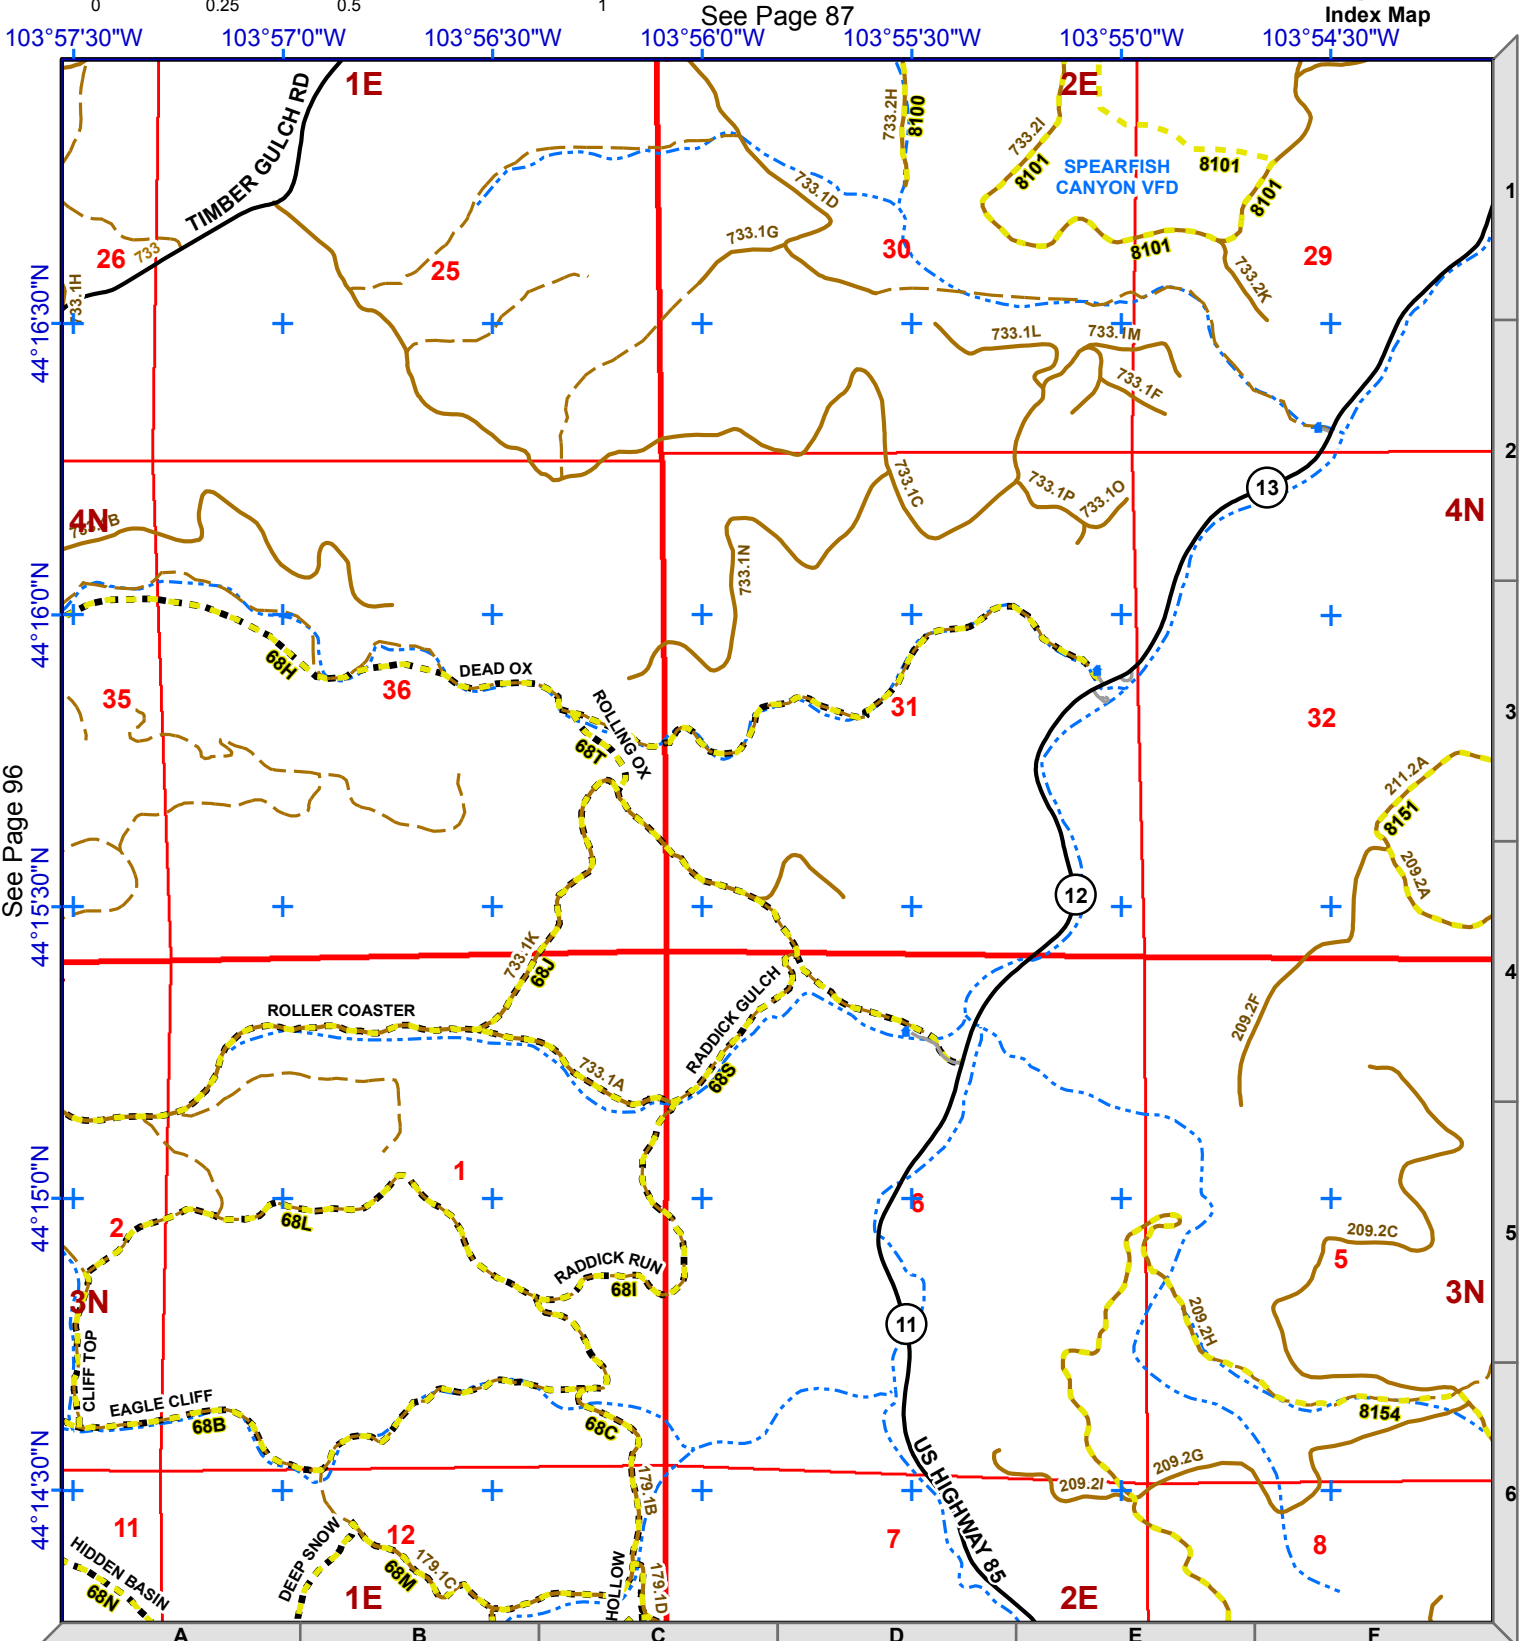 0 0.25 0.5 1
See Page 87
Index Map
103°57'30"W 103°57'0"W 103°56'30"W 103°56'0"W 103°55'30"W 103°55'0"W 103°54'30"W
1E
2E
TIMBER GULCH RD
733.2H
8100
733.2I
8101
8101
8101
8101
SPEARFISH
CANYON VFD
733.1D
733.1G
733
26
25
30
29
1
733.2K
33.1H
44°16'30"N
733.1L
733.1M
733.1F
2
733.1C
733.1P
733.1O
13
4N
4N
733.1N
44°16'0"N
68H
DEAD OX
ROLLING OX
68T
35
36
31
32
3
211.2A
8151
209.2A
See Page 96
44°15'30"N
12
733.1K
68J
RADDICK GULCH
68S
4
ROLLER COASTER
733.1A
209.2F
1
44°15'0"N
2
68L
6
209.2C
5
5
RADDICK RUN
68I
3N
3N
209.2H
11
CLIFF TOP
EAGLE CLIFF
68B
68C
8154
44°14'30"N
179.1B
US HIGHWAY 85
209.2I
209.2G
6
11
12
7
8
HIDDEN BASIN
68N
DEEP SNOW
68M
179.1C
HOLLOW
179.1D
1E
2E
A B C D E F